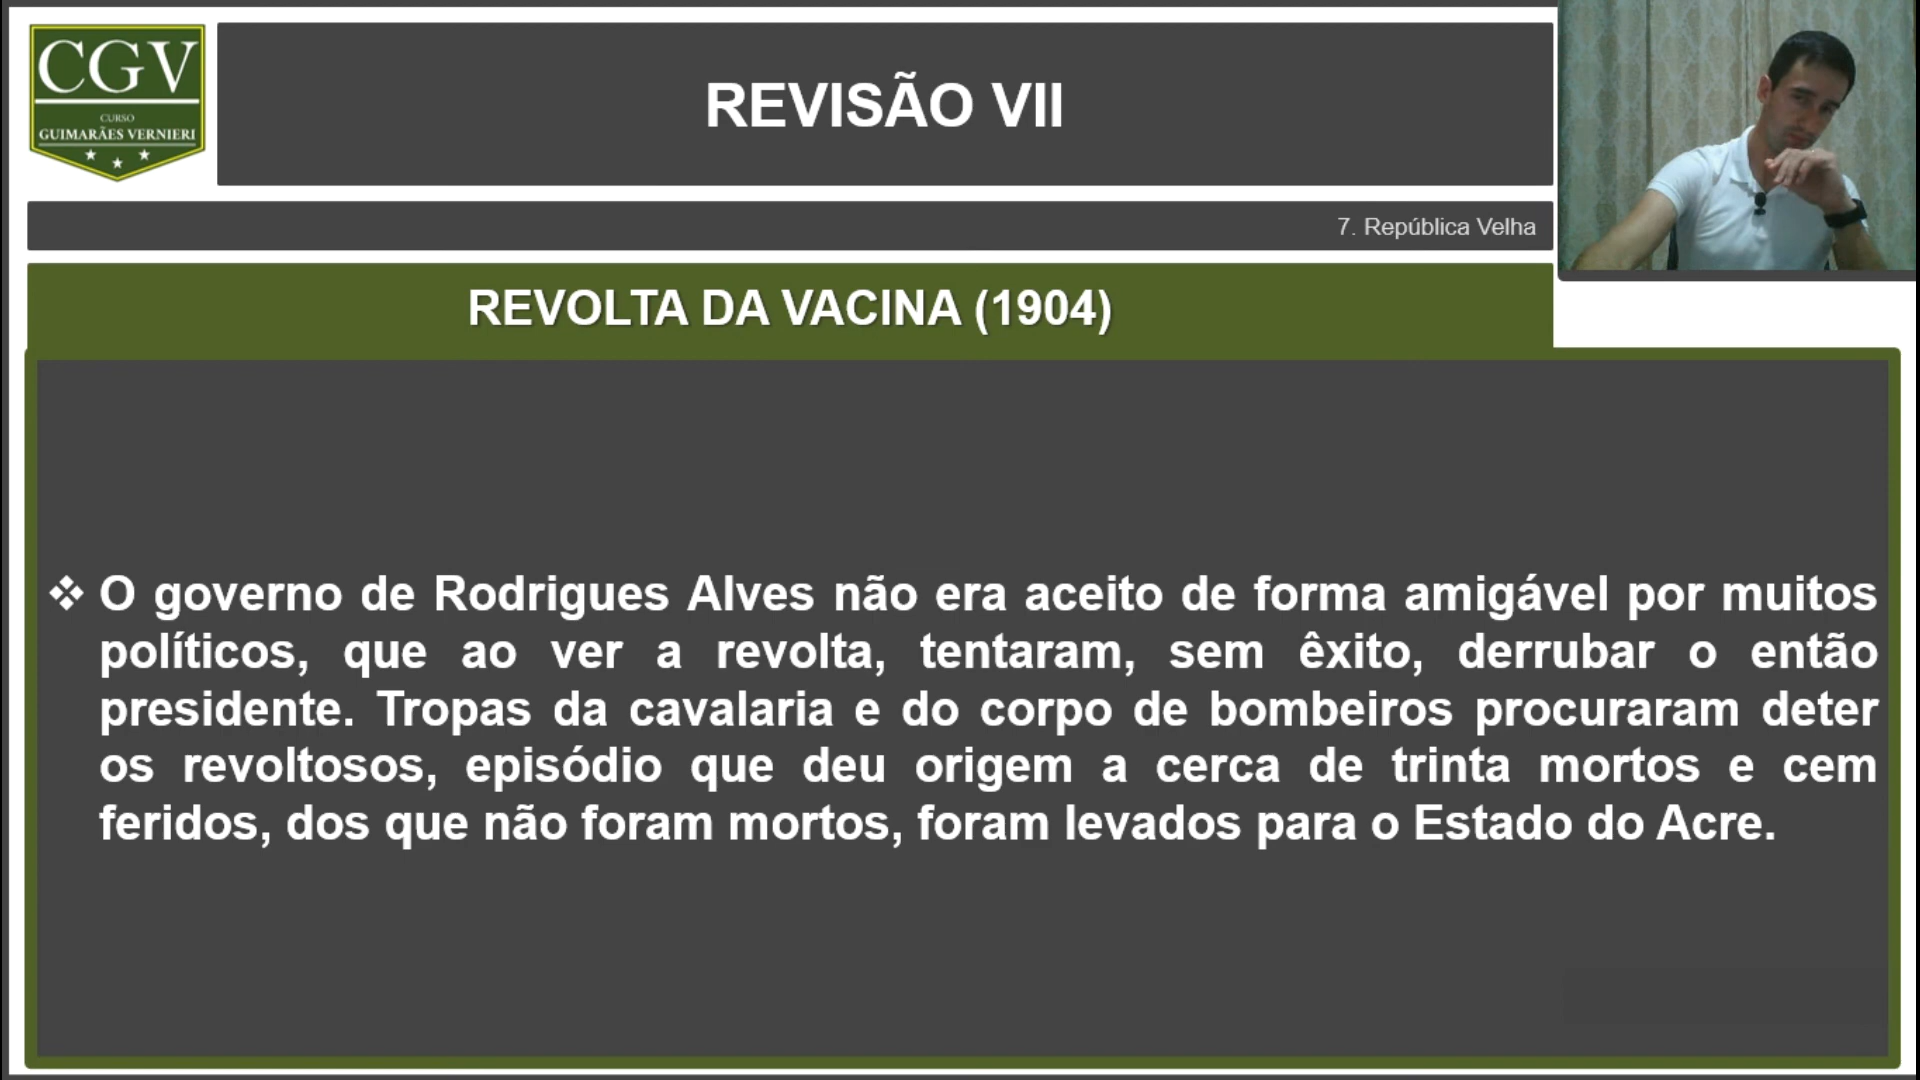 CGV
CURSO
GUIMARÃES VERNIERI
REVISÃO VII
7. República Velha
REVOLTA DA VACINA (1904)
❖ O governo de Rodrigues Alves não era aceito de forma amigável por muitos
políticos, que ao ver a revolta, tentaram, sem êxito, derrubar o então
presidente. Tropas da cavalaria e do corpo de bombeiros procuraram deter
os revoltosos, episódio que deu origem a cerca de trinta mortos e cem
feridos, dos que não foram mortos, foram levados para o Estado do Acre.